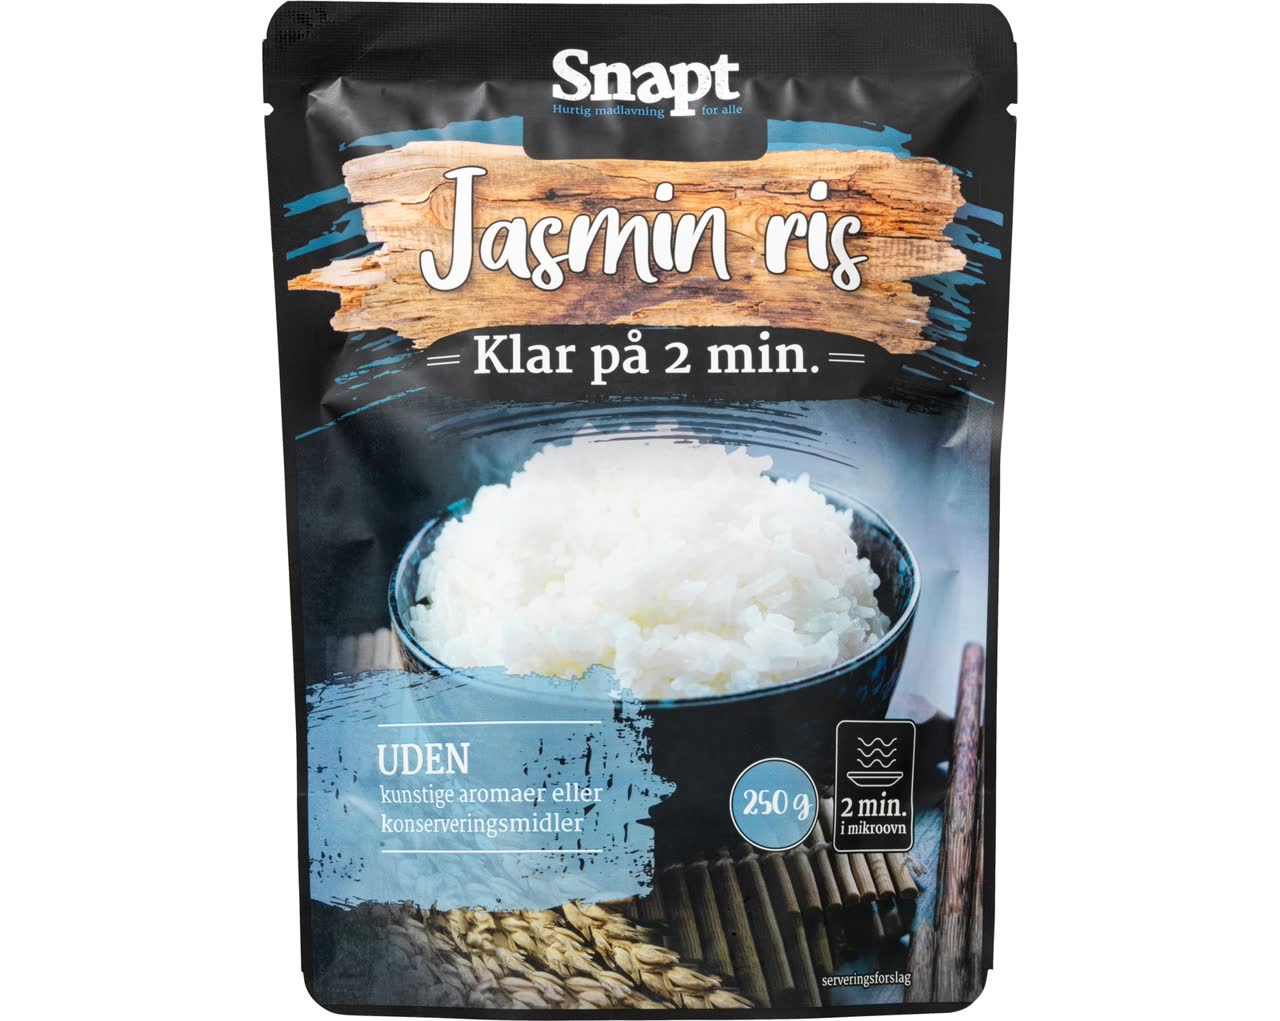 Snapt
Hurtig madlavning for alle
Jasmin ris
Klar på 2 min.
UDEN
kunstige aromaer eller
konserveringsmidler
250 g
2 min.
i mikroovn
serveringsforslag